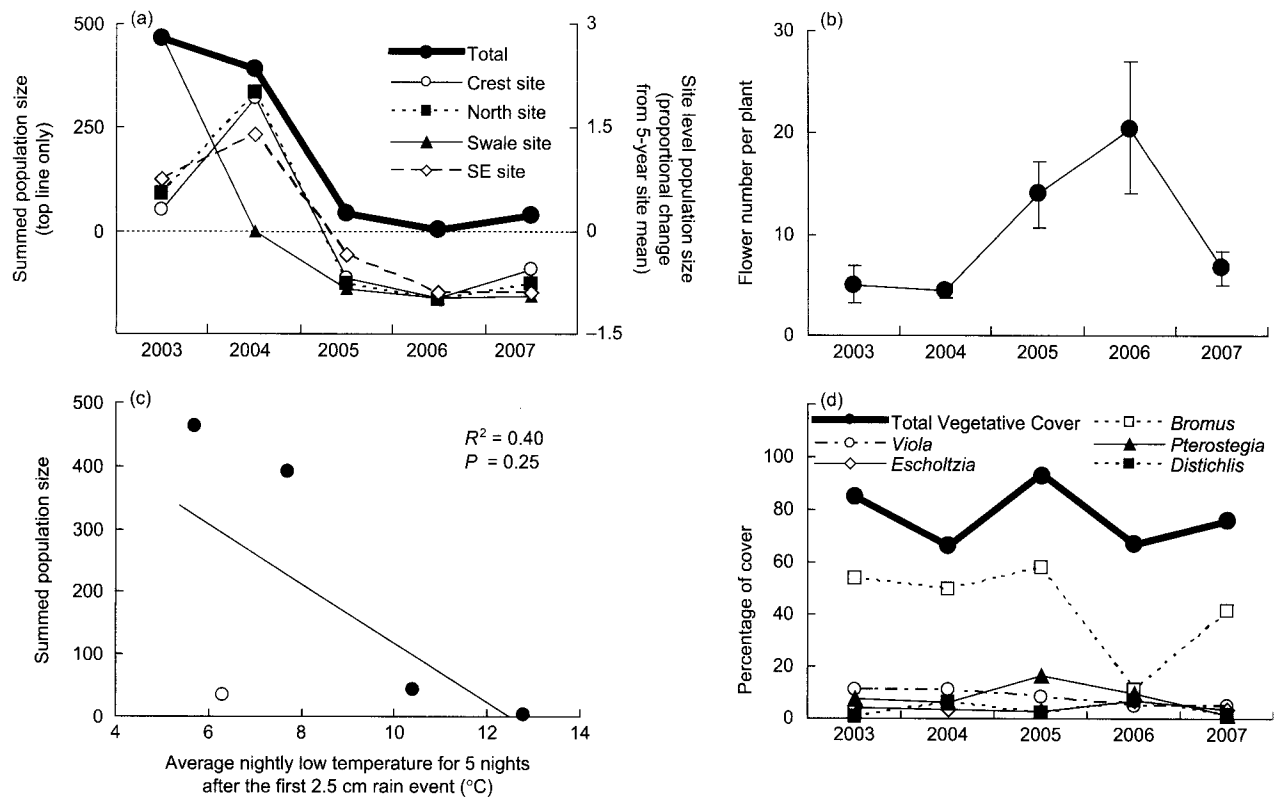 (a)
500
250
0
Summed population size
(top line only)
3
1.5
0
–1.5
Site level population size
(proportional change
from 5-year site mean)
Total
Crest site
North site
Swale site
SE site
2003 2004 2005 2006 2007
(b)
30
20
10
0
Flower number per plant
2003 2004 2005 2006 2007
(c)
500
400
300
200
100
0
Summed population size
R² = 0.40
P = 0.25
4 6 8 10 12 14
Average nightly low temperature for 5 nights
after the first 2.5 cm rain event (°C)
(d)
100
80
60
40
20
0
Percentage of cover
Total Vegetative Cover
Viola
Escholtzia
Bromus
Pterostegia
Distichlis
2003 2004 2005 2006 2007